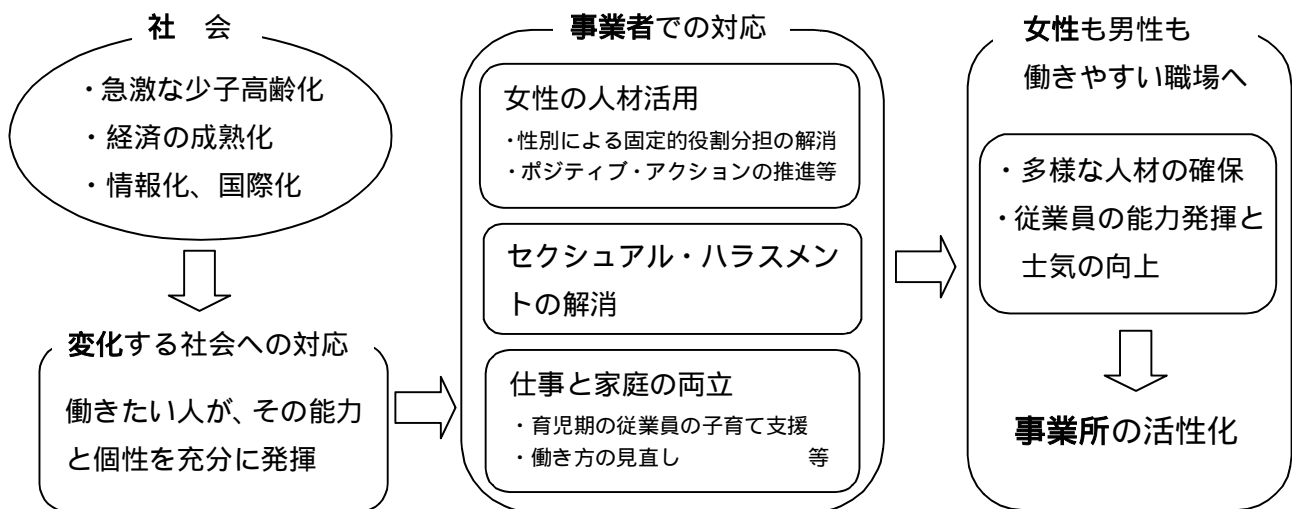 社　会
・急激な少子高齢化
・経済の成熟化
・情報化、国際化
変化する社会への対応
働きたい人が、その能力
と個性を充分に発揮
事業者での対応
女性の人材活用
・性別による固定的役割分担の解消
・ポジティブ・アクションの推進等
セクシュアル・ハラスメン
トの解消
仕事と家庭の両立
・育児期の従業員の子育て支援
・働き方の見直し　　　　　等
女性も男性も
働きやすい職場へ
・多様な人材の確保
・従業員の能力発揮と
士気の向上
事業所の活性化